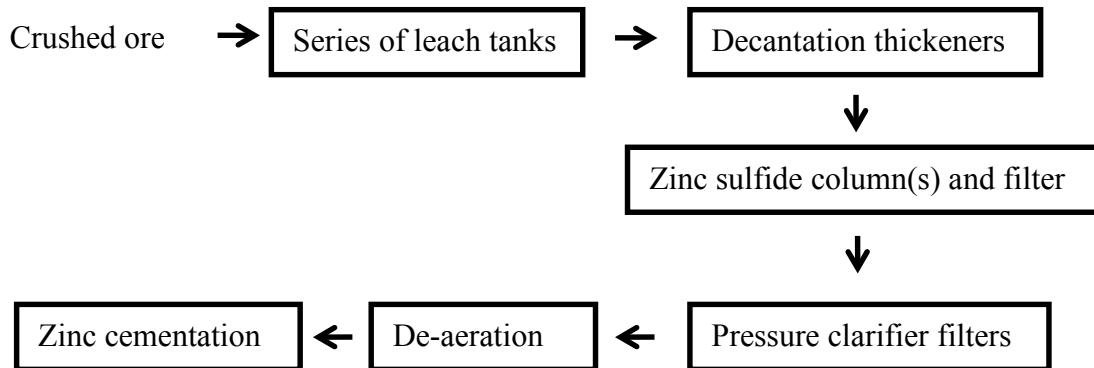 Crushed ore
Series of leach tanks
Decantation thickeners
Zinc sulfide column(s) and filter
Pressure clarifier filters
De-aeration
Zinc cementation